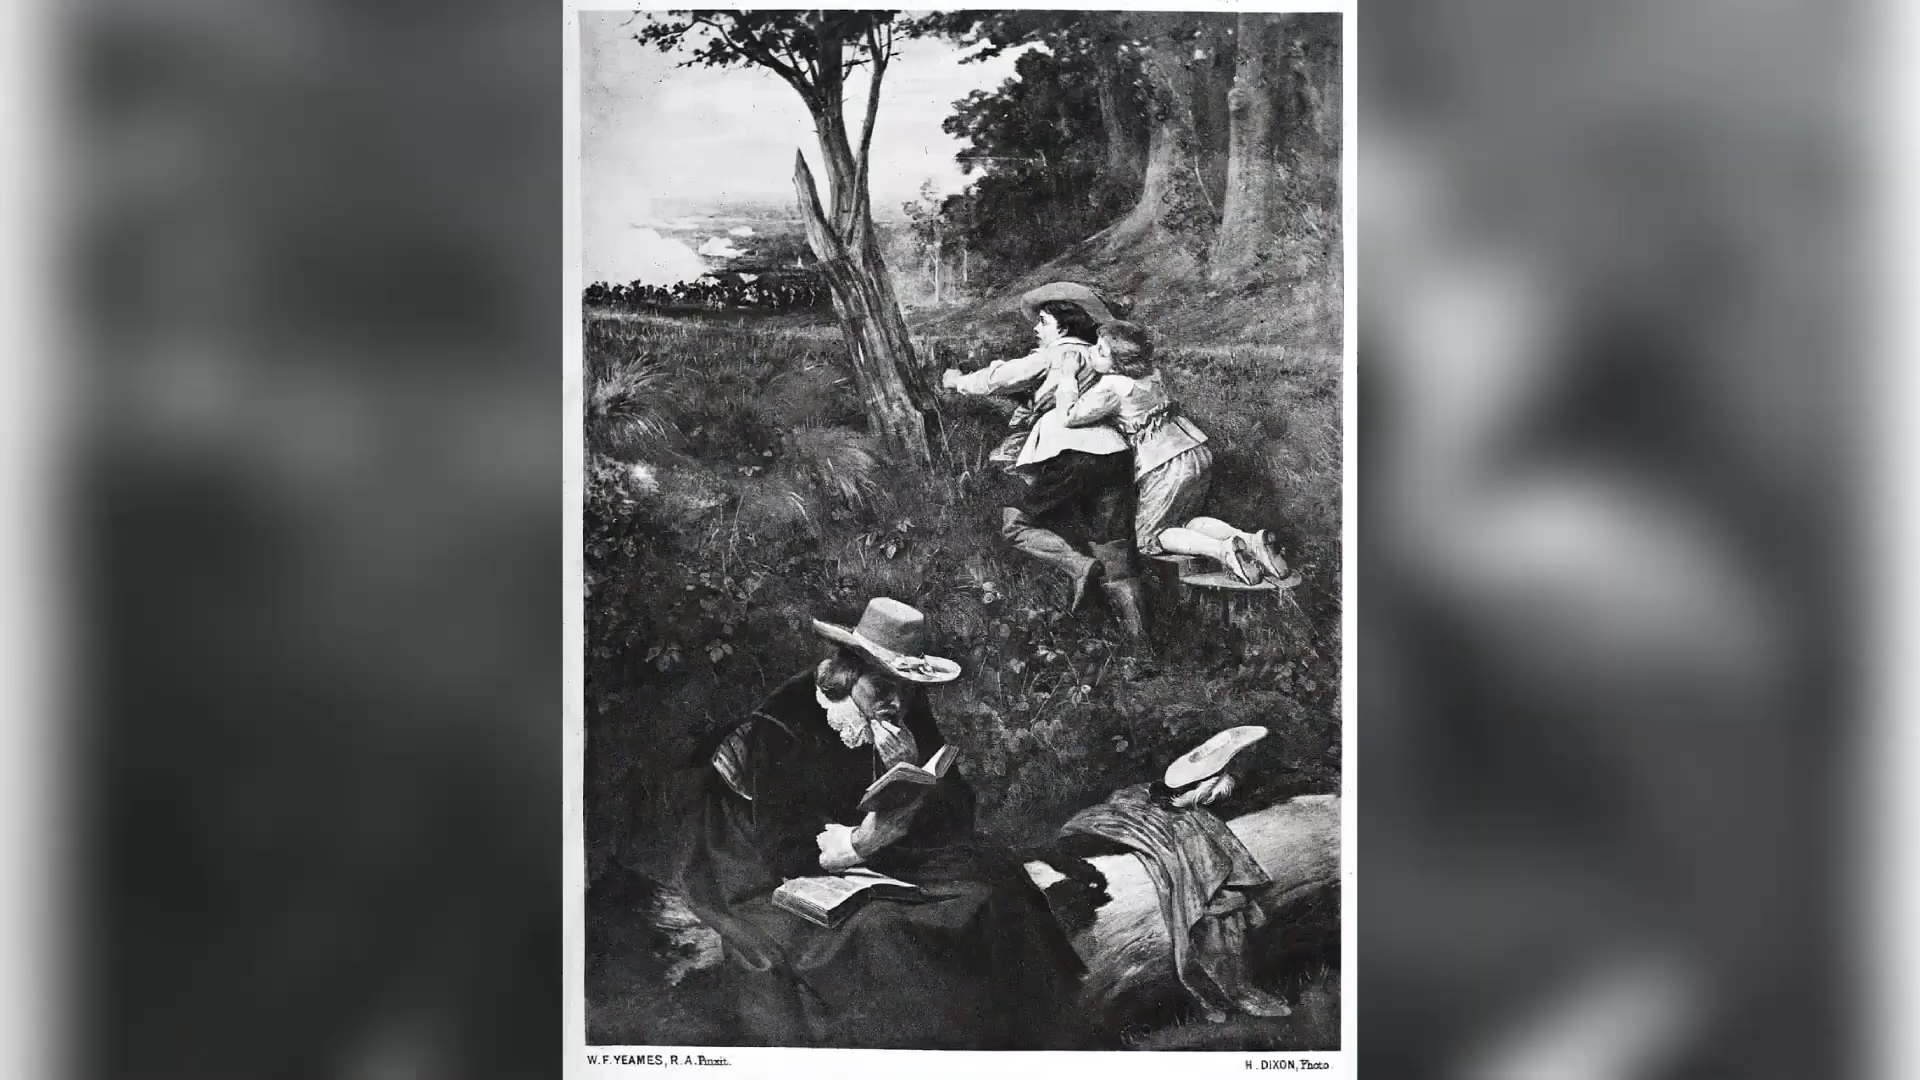 W. F. YEAMES, R. A. Pinxit.
H. DIXON, Photo.